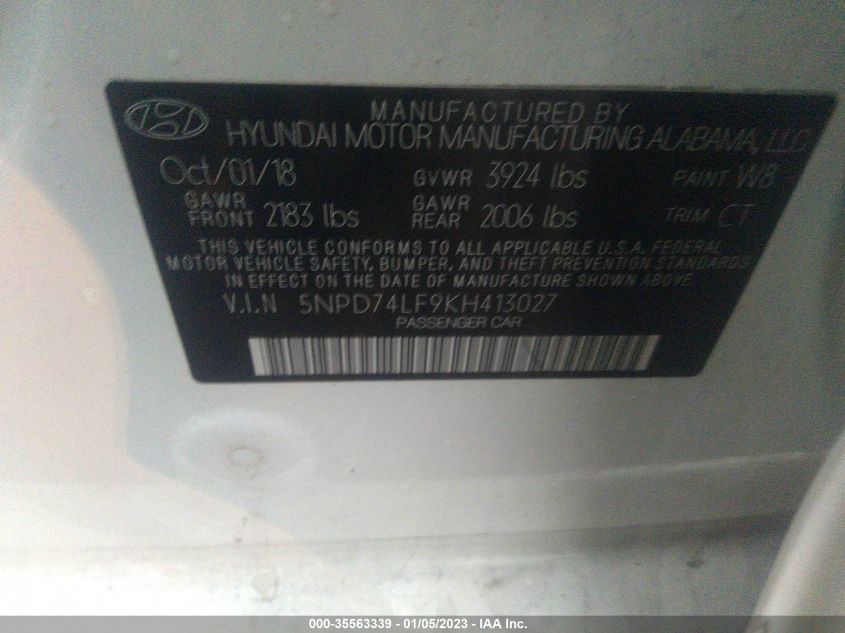 MANUFACTURED BY
HYUNDAI MOTOR MANUFACTURING ALABAMA, LLC
Oct/01/18 GVWR 3924 lbs PAINT W8
GAWR FRONT 2183 lbs GAWR REAR 2006 lbs TRIM CT
THIS VEHICLE CONFORMS TO ALL APPLICABLE U.S.A. FEDERAL
MOTOR VEHICLE SAFETY, BUMPER, AND THEFT PREVENTION STANDARDS
IN EFFECT ON THE DATE OF MANUFACTURE SHOWN ABOVE
V.I.N 5NPD74LF9KH413027
PASSENGER CAR
000-35563339 - 01/05/2023 - IAA Inc.